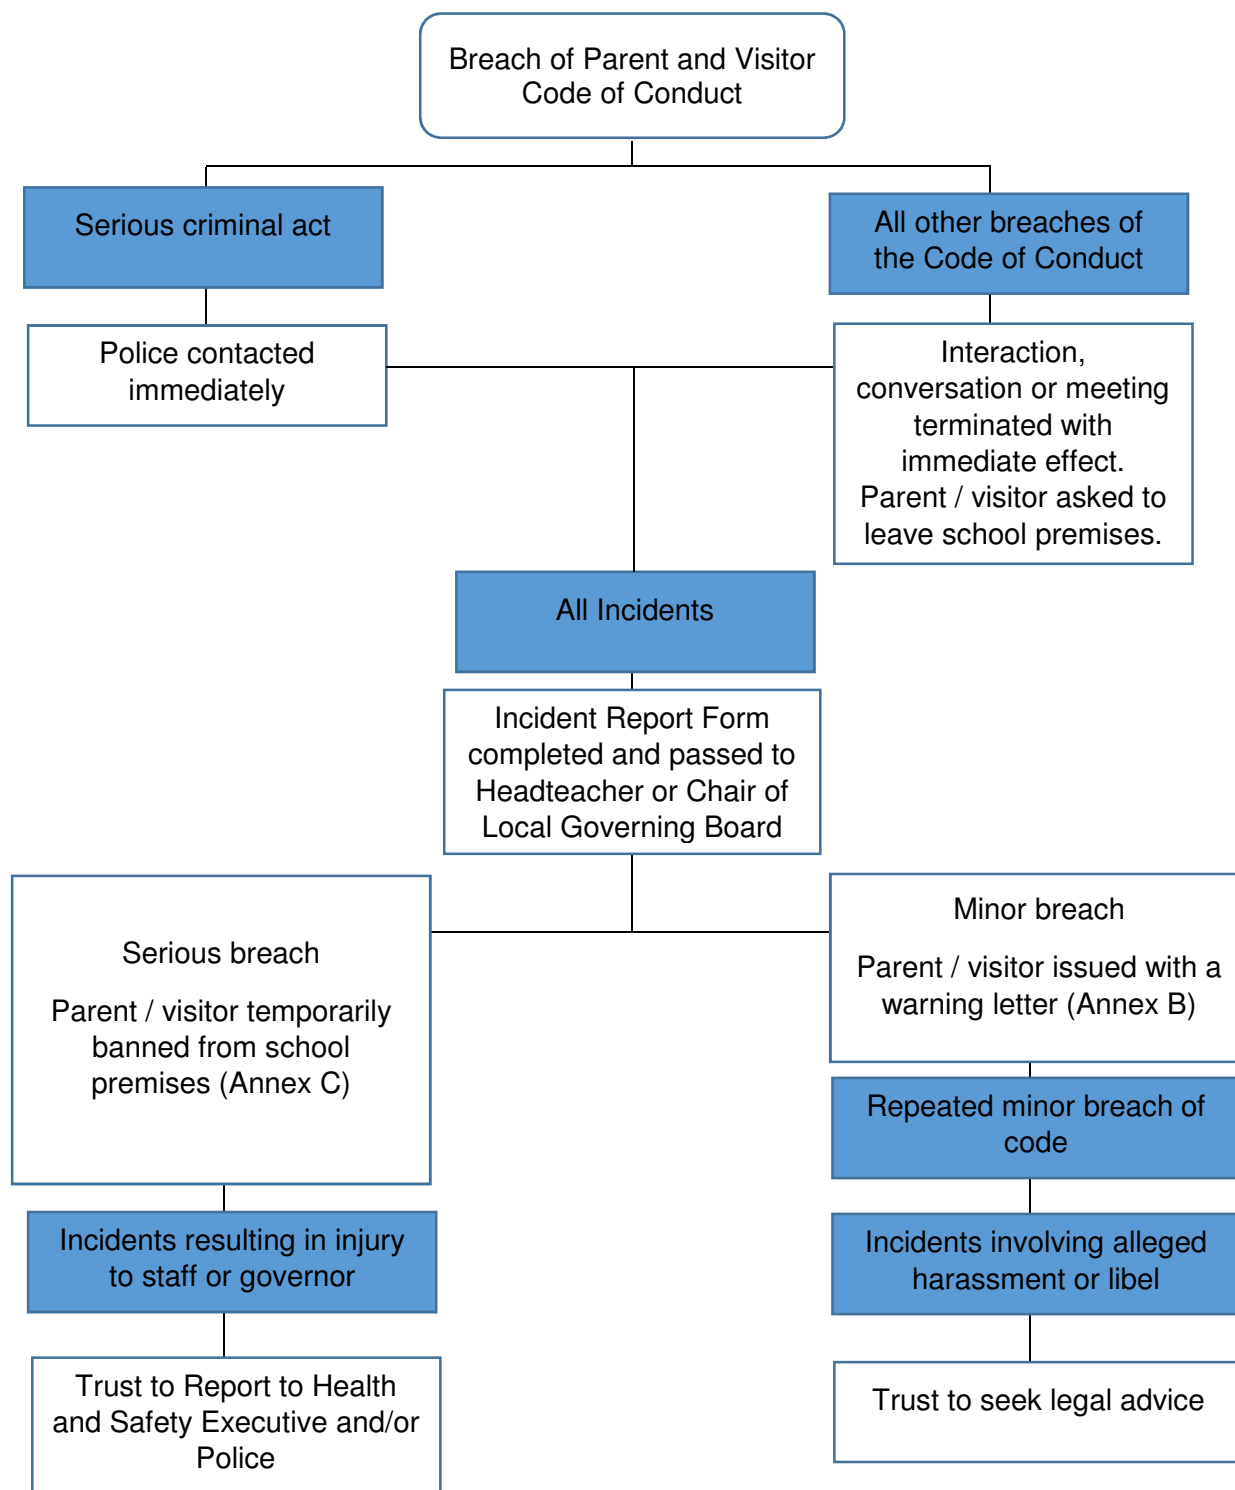 Breach of Parent and Visitor
Code of Conduct
Serious criminal act
All other breaches of
the Code of Conduct
Police contacted
immediately
Interaction,
conversation or meeting
terminated with
immediate effect.
Parent / visitor asked to
leave school premises.
All Incidents
Incident Report Form
completed and passed to
Headteacher or Chair of
Local Governing Board
Serious breach
Parent / visitor temporarily
banned from school
premises (Annex C)
Minor breach
Parent / visitor issued with a
warning letter (Annex B)
Repeated minor breach of
code
Incidents resulting in injury
to staff or governor
Incidents involving alleged
harassment or libel
Trust to Report to Health
and Safety Executive and/or
Police
Trust to seek legal advice